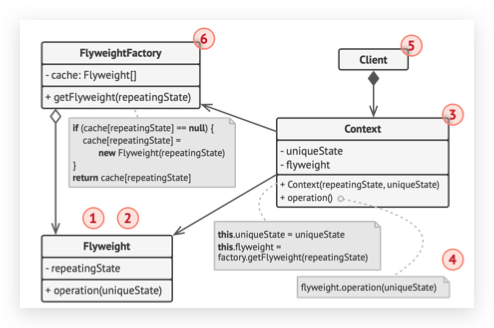 6
FlyweightFactory
- cache: Flyweight[]
+ getFlyweight(repeatingState)
if (cache[repeatingState] == null) {
cache[repeatingState] =
new Flyweight(repeatingState)
}
return cache[repeatingState]
5
Client
3
Context
- uniqueState
- flyweight
+ Context(repeatingState, uniqueState)
+ operation()
this.uniqueState = uniqueState
this.flyweight =
factory.getFlyweight(repeatingState)
4
flyweight.operation(uniqueState)
1 2
Flyweight
- repeatingState
+ operation(uniqueState)